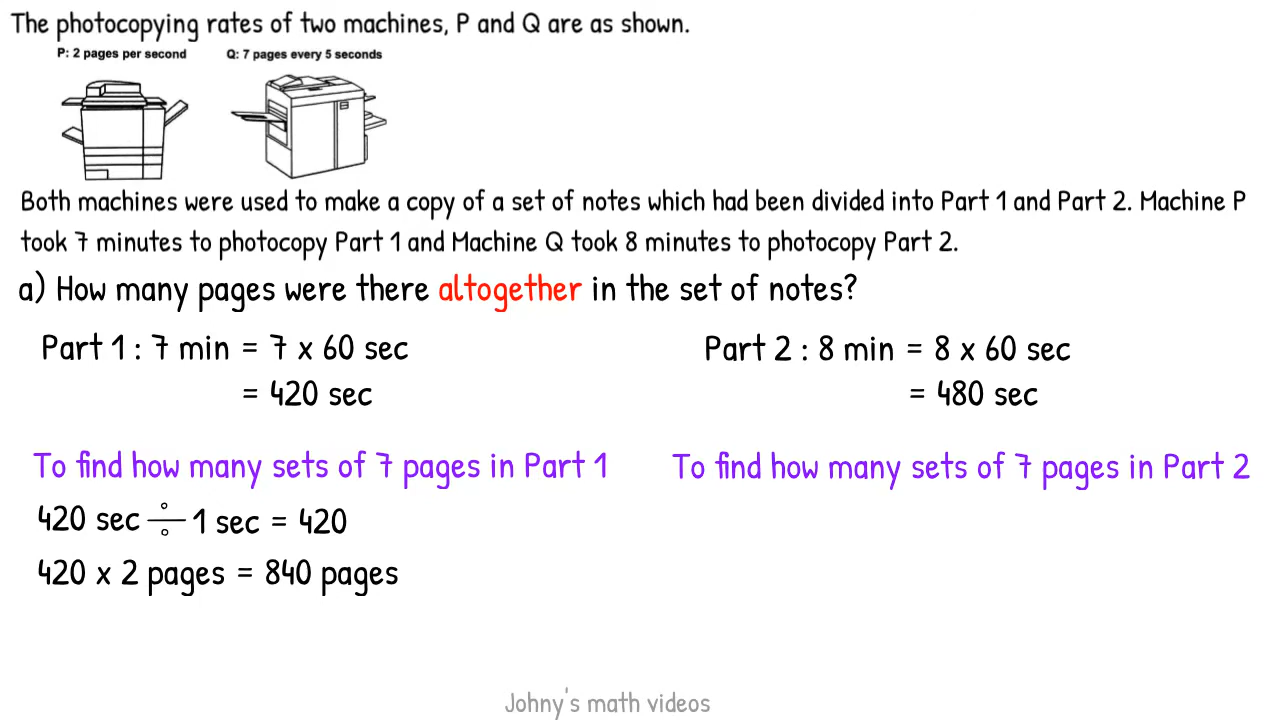 The photocopying rates of two machines, P and Q are as shown.
P: 2 pages per second
Q: 7 pages every 5 seconds
Both machines were used to make a copy of a set of notes which had been divided into Part 1 and Part 2. Machine P
took 7 minutes to photocopy Part 1 and Machine Q took 8 minutes to photocopy Part 2.
a) How many pages were there altogether in the set of notes?
Part 1 : 7 min = 7 x 60 sec
= 420 sec
Part 2 : 8 min = 8 x 60 sec
= 480 sec
To find how many sets of 7 pages in Part 1
420 sec ÷ 1 sec = 420
420 x 2 pages = 840 pages
To find how many sets of 7 pages in Part 2
Johny's math videos